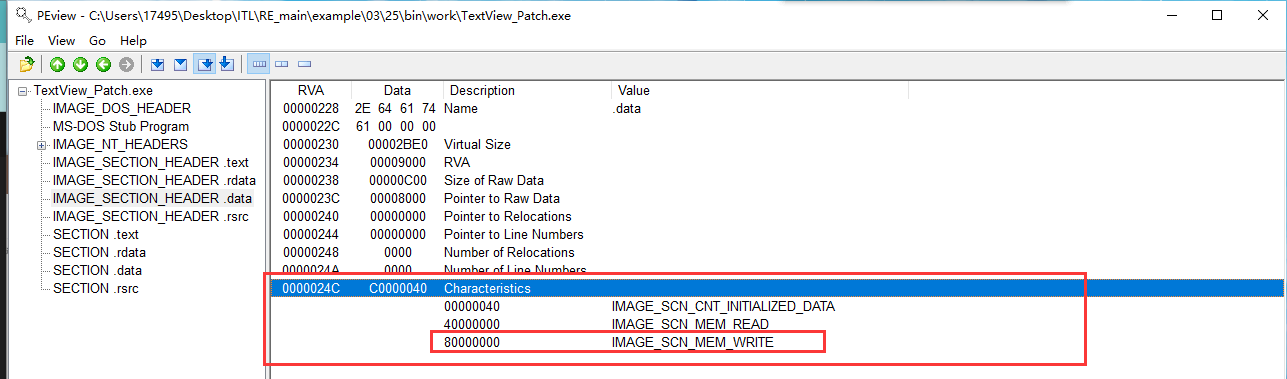 PEview - C:\Users\17495\Desktop\ITL\RE_main\example\03\25\bin\work\TextView_Patch.exe
File View Go Help
TextView_Patch.exe
IMAGE_DOS_HEADER
MS-DOS Stub Program
IMAGE_NT_HEADERS
IMAGE_SECTION_HEADER .text
IMAGE_SECTION_HEADER .rdata
IMAGE_SECTION_HEADER .data
IMAGE_SECTION_HEADER .rsrc
SECTION .text
SECTION .rdata
SECTION .data
SECTION .rsrc
RVA Data Description Value
00000228 2E 64 61 74 Name .data
0000022C 61 00 00 00
00000230 00002BE0 Virtual Size
00000234 00009000 RVA
00000238 00000C00 Size of Raw Data
0000023C 00008000 Pointer to Raw Data
00000240 00000000 Pointer to Relocations
00000244 00000000 Pointer to Line Numbers
00000248 0000 Number of Relocations
0000024A 0000 Number of Line Numbers
0000024C C0000040 Characteristics
00000040 IMAGE_SCN_CNT_INITIALIZED_DATA
40000000 IMAGE_SCN_MEM_READ
80000000 IMAGE_SCN_MEM_WRITE